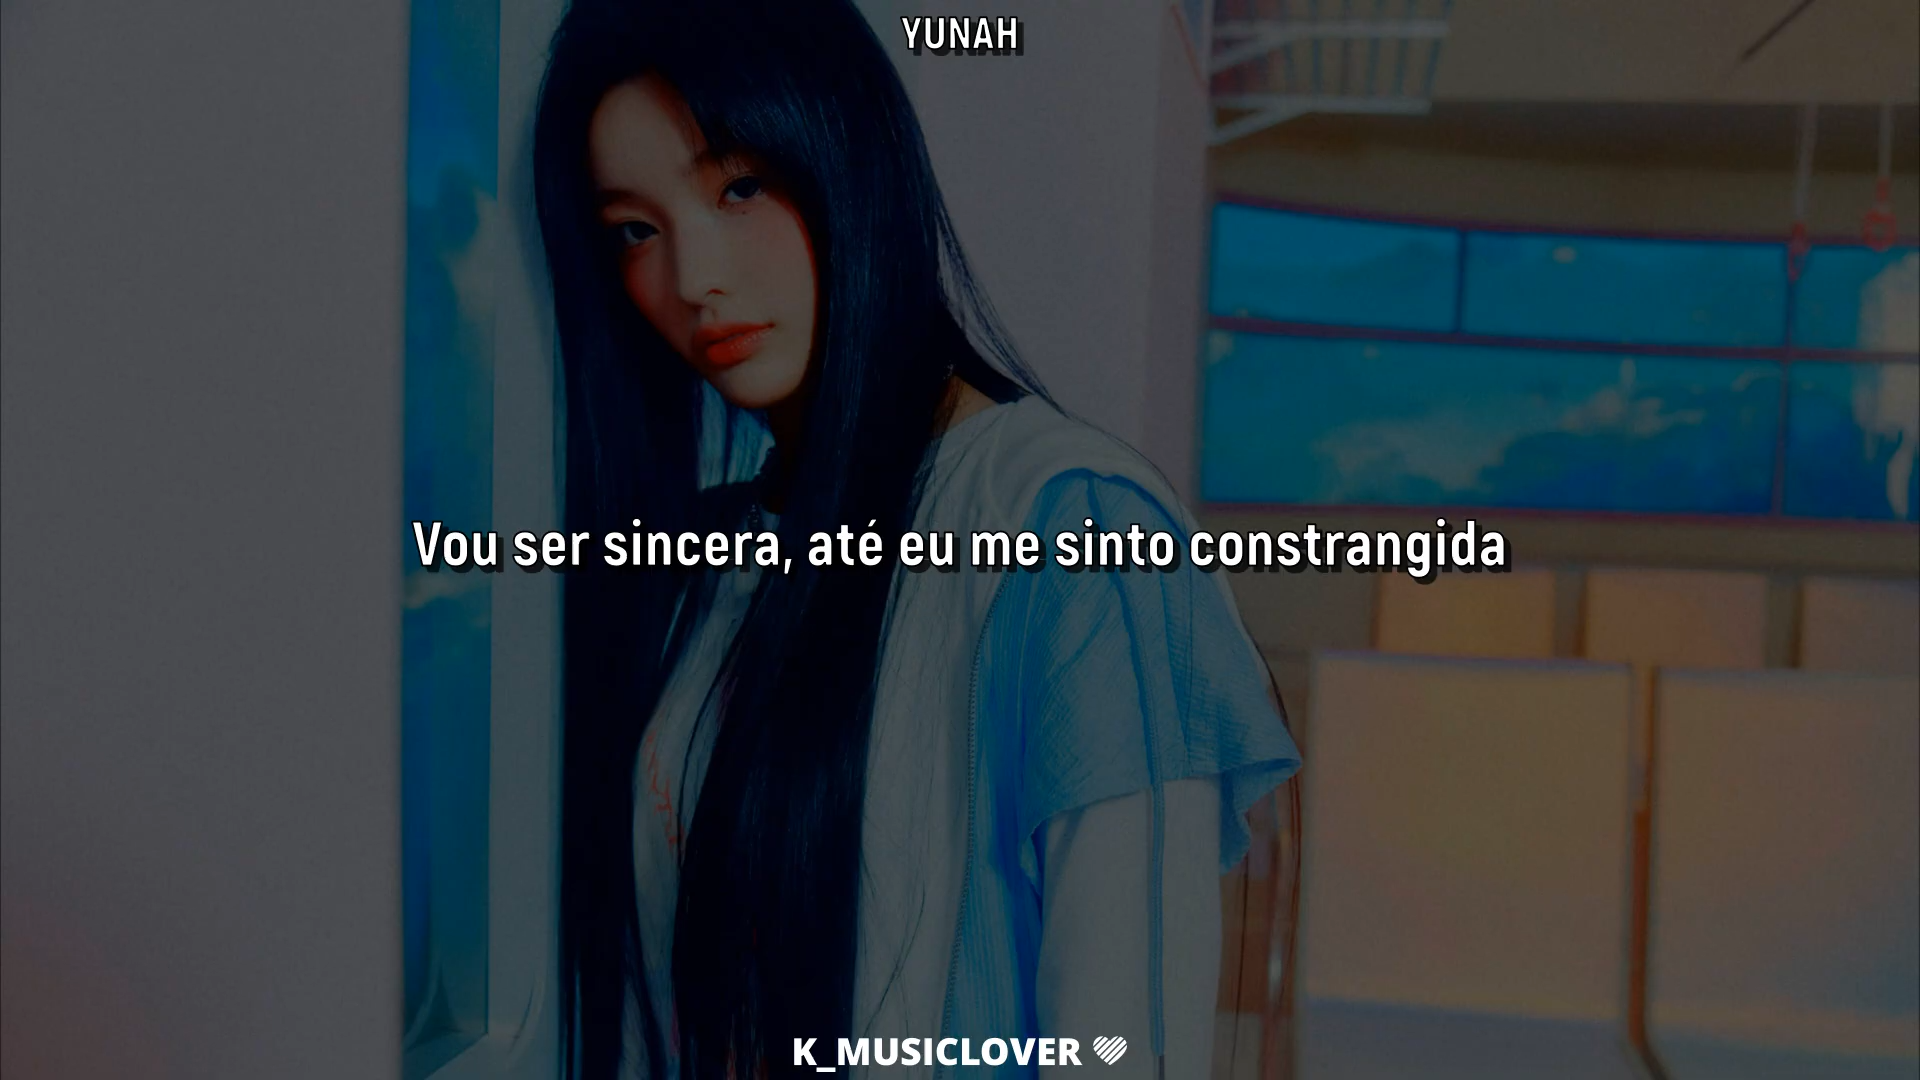 YUNAH
Vou ser sincera, até eu me sinto constrangida
K_MUSICLOVER